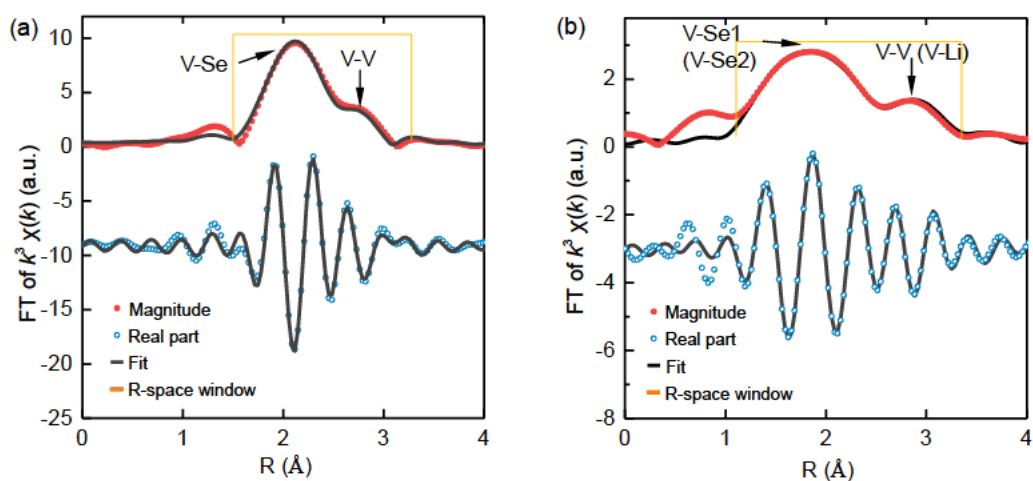 (a)
10
5
0
-5
-10
-15
-20
-25
FT of k³ χ(k) (a.u.)
V-Se
V-V
Magnitude
Real part
Fit
R-space window
0 1 2 3 4
R (Å)
(b)
2
0
-2
-4
-6
-8
FT of k³ χ(k) (a.u.)
V-Se1
(V-Se2)
V-V (V-Li)
Magnitude
Real part
Fit
R-space window
0 1 2 3 4
R (Å)